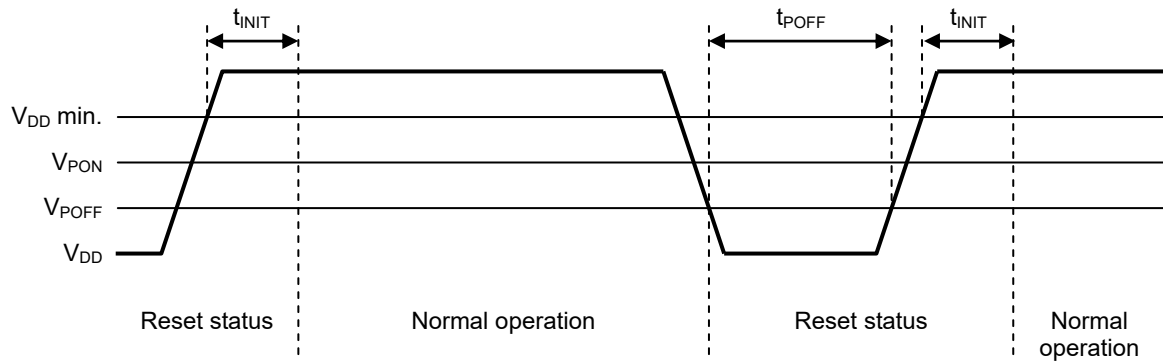 tINIT
tPOFF
tINIT
VDD min.
VPON
VPOFF
VDD
Reset status
Normal operation
Reset status
Normal
operation